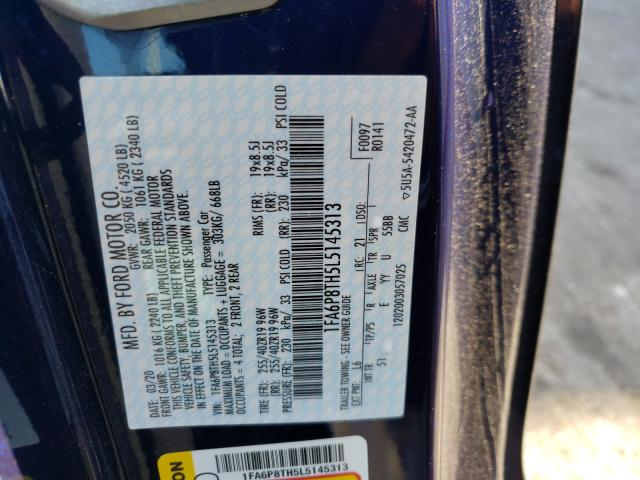 MFD. BY FORD MOTOR CO.
03/20 GVWR: 2050 KG ( 4520 LB)
FRONT GAWR: 1016 KG ( 2240 LB) REAR GAWR: 1061 KG ( 2340 LB)
THIS VEHICLE CONFORMS TO ALL APPLICABLE FEDERAL MOTOR
VEHICLE SAFETY, BUMPER, AND THEFT PREVENTION STANDARDS
IN EFFECT ON THE DATE OF MANUFACTURE SHOWN ABOVE.
VIN: 1FA6P8TH5L5145313 TYPE: Passenger Car
MAXIMUM LOAD = OCCUPANTS + LUGGAGE = 303KG/ 668LB
OCCUPANTS = 4 TOTAL; 2 FRONT, 2 REAR
TIRE (FR): 255/40ZR19 96W RIMS (FR): 19x8.5J
(RR): 255/40ZR19 96W (RR): 19x8.5J
PRESSURE (FR): 230 kPa/ 33 PSI COLD (RR): 230 kPa/ 33 PSI COLD
1FA6P8TH5L5145313
TRAILER TOWING - SEE OWNER GUIDE
F0097
R0141
EXT PNT: L6 RC: 21 DSO:
INT TR TP/PS R AXLE TR SPR
51 E YY U 55BB
1202003057025 CMC
5U5A-5420472-AA
1FA6P8TH5L5145313